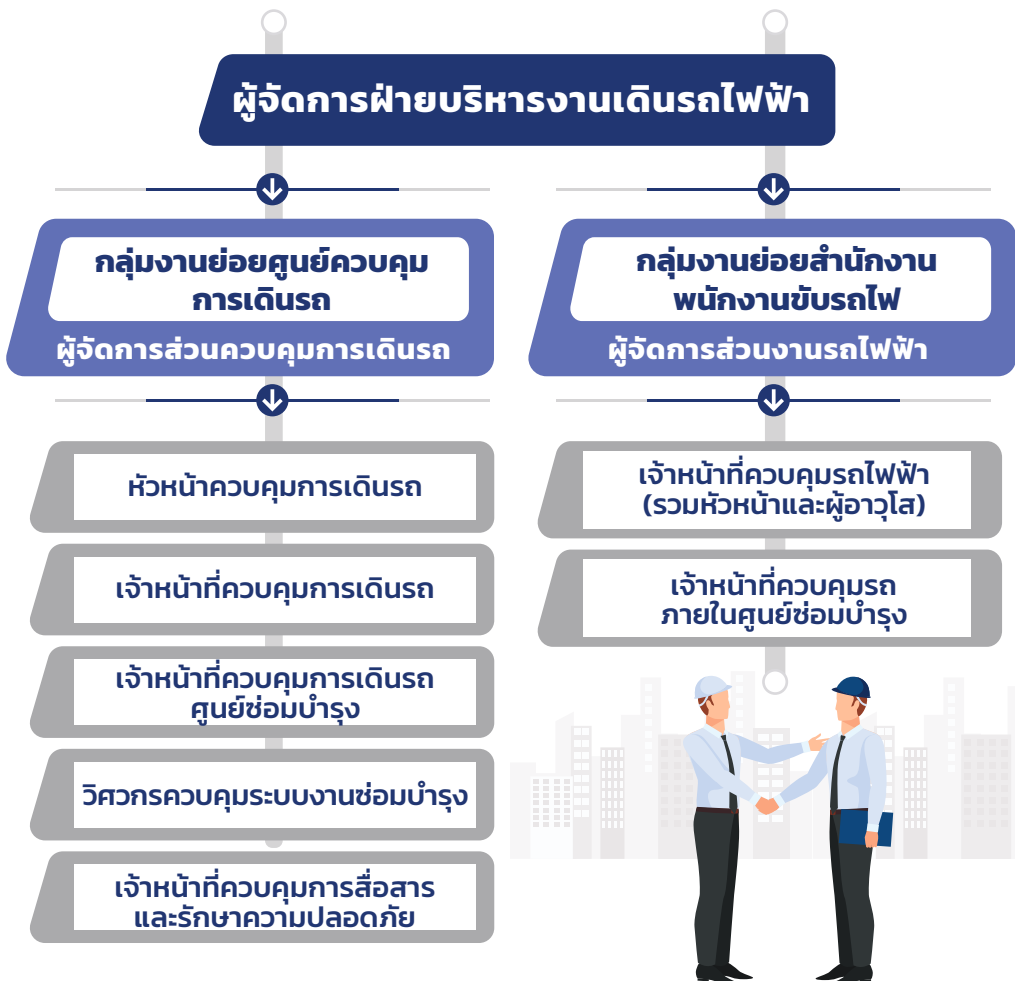 ผู้จัดการฝ่ายบริหารงานเดินรถไฟฟ้า
กลุ่มงานย่อยศูนย์ควบคุม
การเดินรถ
ผู้จัดการส่วนควบคุมการเดินรถ
หัวหน้าควบคุมการเดินรถ
เจ้าหน้าที่ควบคุมการเดินรถ
เจ้าหน้าที่ควบคุมการเดินรถ
ศูนย์ซ่อมบำรุง
วิศวกรควบคุมระบบงานซ่อมบำรุง
เจ้าหน้าที่ควบคุมการสื่อสาร
และรักษาความปลอดภัย
กลุ่มงานย่อยสำนักงาน
พนักงานขับรถไฟ
ผู้จัดการส่วนงานรถไฟฟ้า
เจ้าหน้าที่ควบคุมรถไฟฟ้า
(รวมหัวหน้าและผู้อาวุโส)
เจ้าหน้าที่ควบคุมรถ
ภายในศูนย์ซ่อมบำรุง